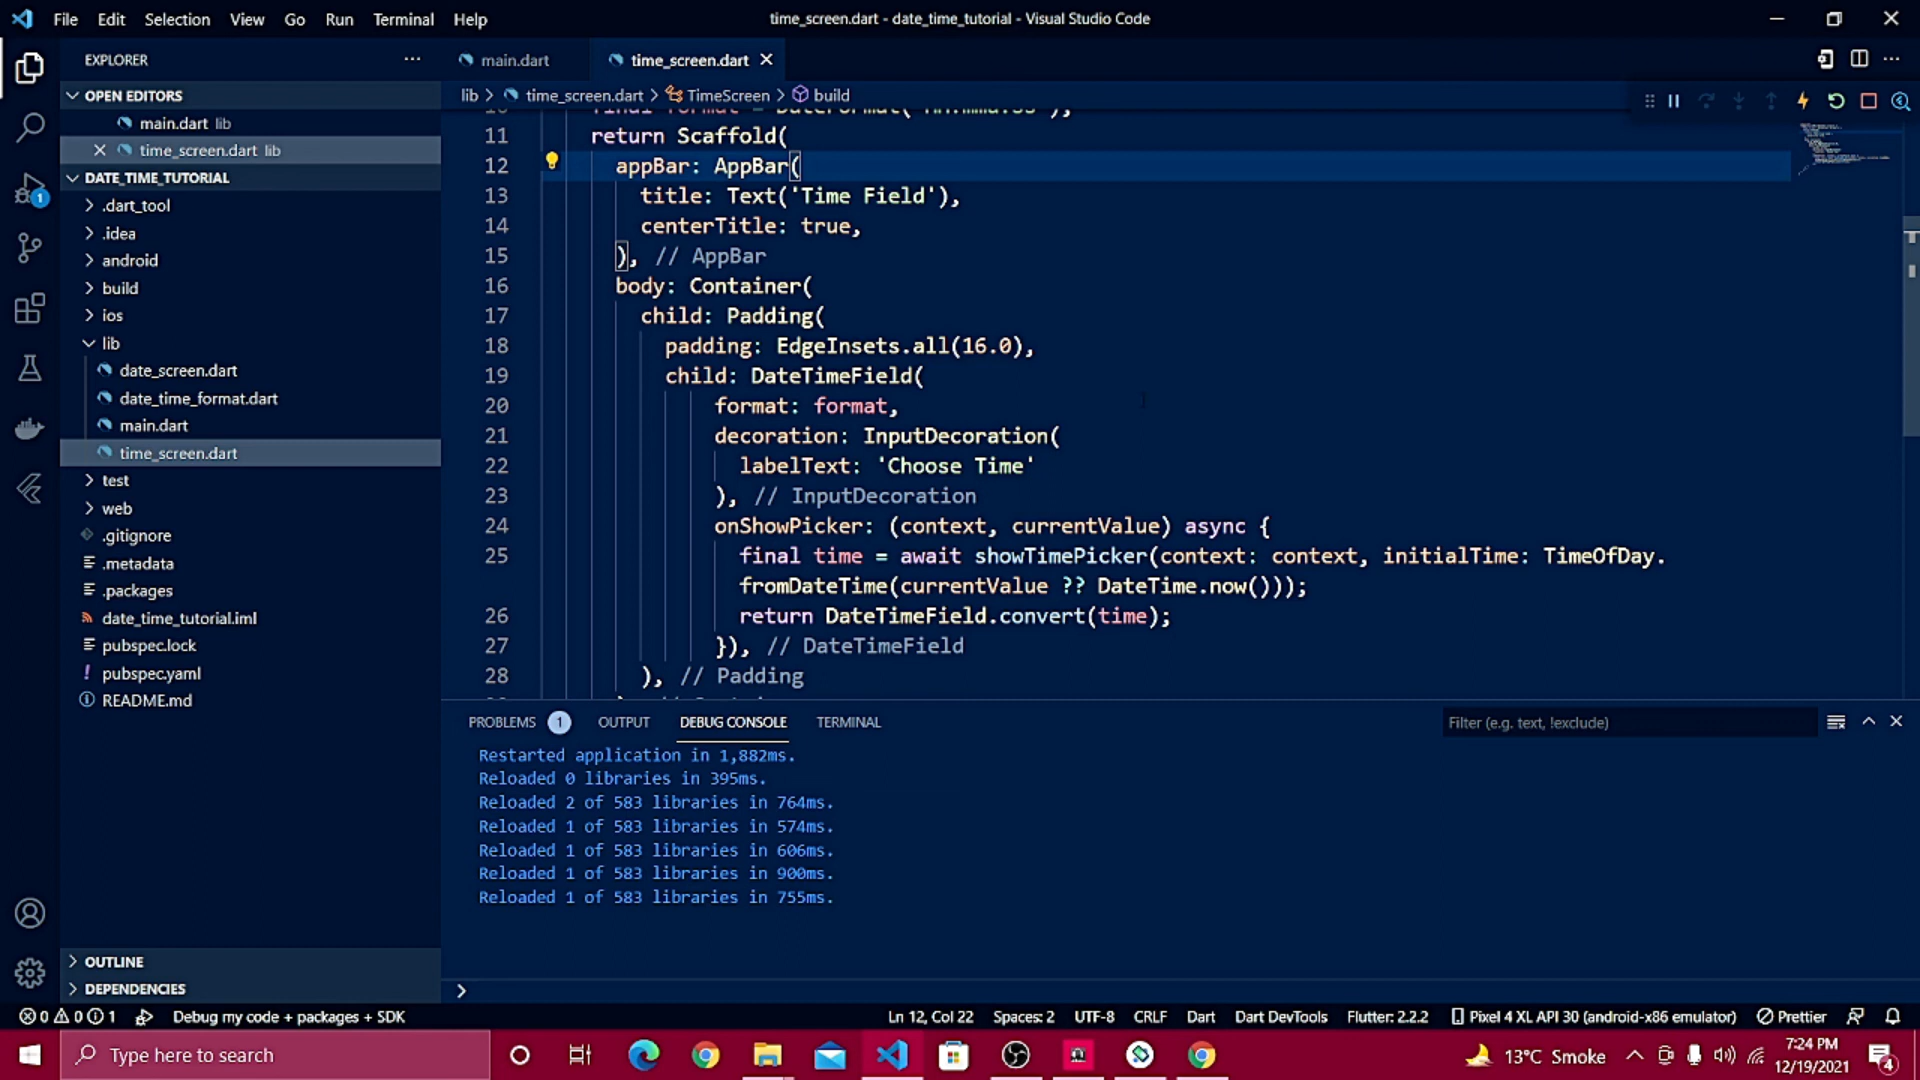 File Edit Selection View Go Run Terminal Help
time_screen.dart - date_time_tutorial - Visual Studio Code
EXPLORER
main.dart
time_screen.dart
OPEN EDITORS
main.dart lib
time_screen.dart lib
DATE_TIME_TUTORIAL
.dart_tool
.idea
android
build
ios
lib
date_screen.dart
date_time_format.dart
main.dart
time_screen.dart
test
web
.gitignore
.metadata
.packages
date_time_tutorial.iml
pubspec.lock
pubspec.yaml
README.md
OUTLINE
DEPENDENCIES
lib > time_screen.dart > TimeScreen > build
11 return Scaffold(
12 appBar: AppBar(
13 title: Text('Time Field'),
14 centerTitle: true,
15 ), // AppBar
16 body: Container(
17 child: Padding(
18 padding: EdgeInsets.all(16.0),
19 child: DateTimeField(
20 format: format,
21 decoration: InputDecoration(
22 labelText: 'Choose Time'
23 ), // InputDecoration
24 onShowPicker: (context, currentValue) async {
25 final time = await showTimePicker(context: context, initialTime: TimeOfDay.
fromDateTime(currentValue ?? DateTime.now()));
26 return DateTimeField.convert(time);
27 }), // DateTimeField
28 ), // Padding
PROBLEMS 1 OUTPUT DEBUG CONSOLE TERMINAL
Filter (e.g. text, !exclude)
Restarted application in 1,882ms.
Reloaded 0 libraries in 395ms.
Reloaded 2 of 583 libraries in 764ms.
Reloaded 1 of 583 libraries in 574ms.
Reloaded 1 of 583 libraries in 606ms.
Reloaded 1 of 583 libraries in 900ms.
Reloaded 1 of 583 libraries in 755ms.
0 0 1 Debug my code + packages + SDK
Ln 12, Col 22 Spaces: 2 UTF-8 CRLF Dart Dart DevTools Flutter: 2.2.2 Pixel 4 XL API 30 (android-x86 emulator) Prettier
Type here to search
13°C Smoke
7:24 PM
12/19/2021
4